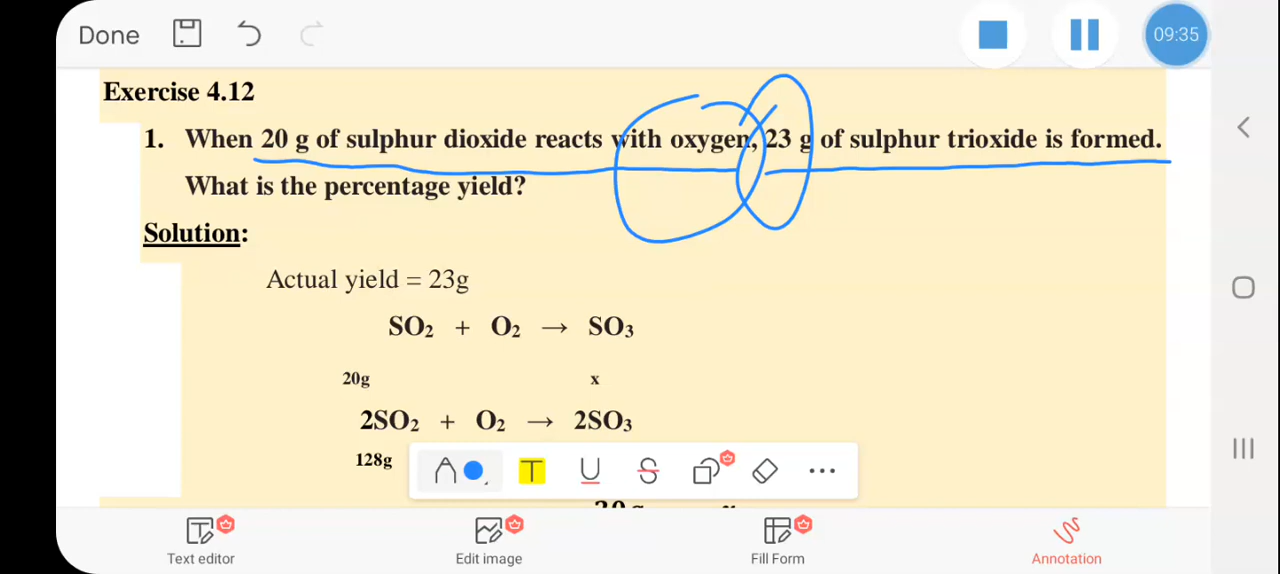 Done
09:35
Exercise 4.12
1. When 20 g of sulphur dioxide reacts with oxygen, 23 g of sulphur trioxide is formed.
What is the percentage yield?
Solution:
Actual yield = 23g
SO₂ + O₂ → SO₃
20g x
2SO₂ + O₂ → 2SO₃
128g
T U S
Text editor Edit image Fill Form Annotation